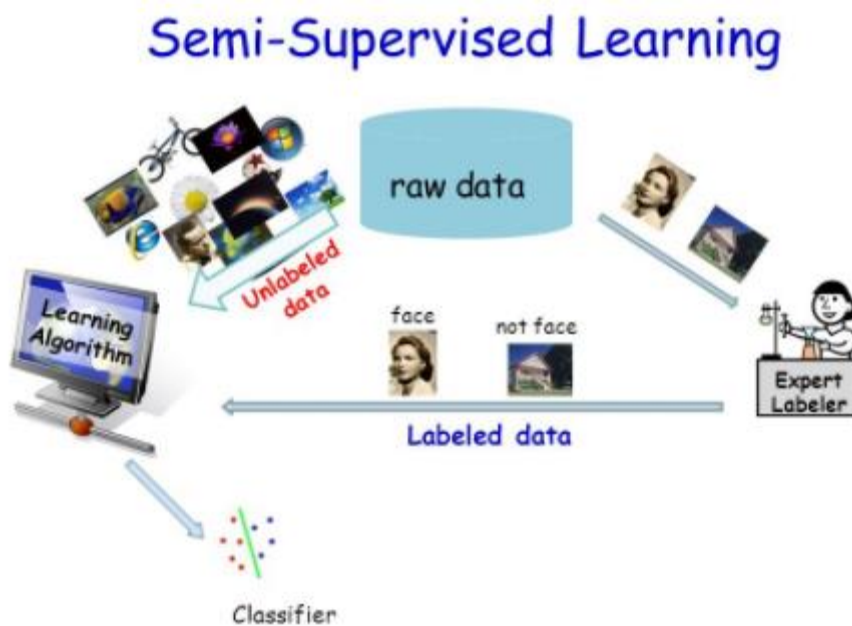 Semi-Supervised Learning
raw data
Unlabeled
data
face
not face
Learning
Algorithm
Expert
Labeler
Labeled data
Classifier